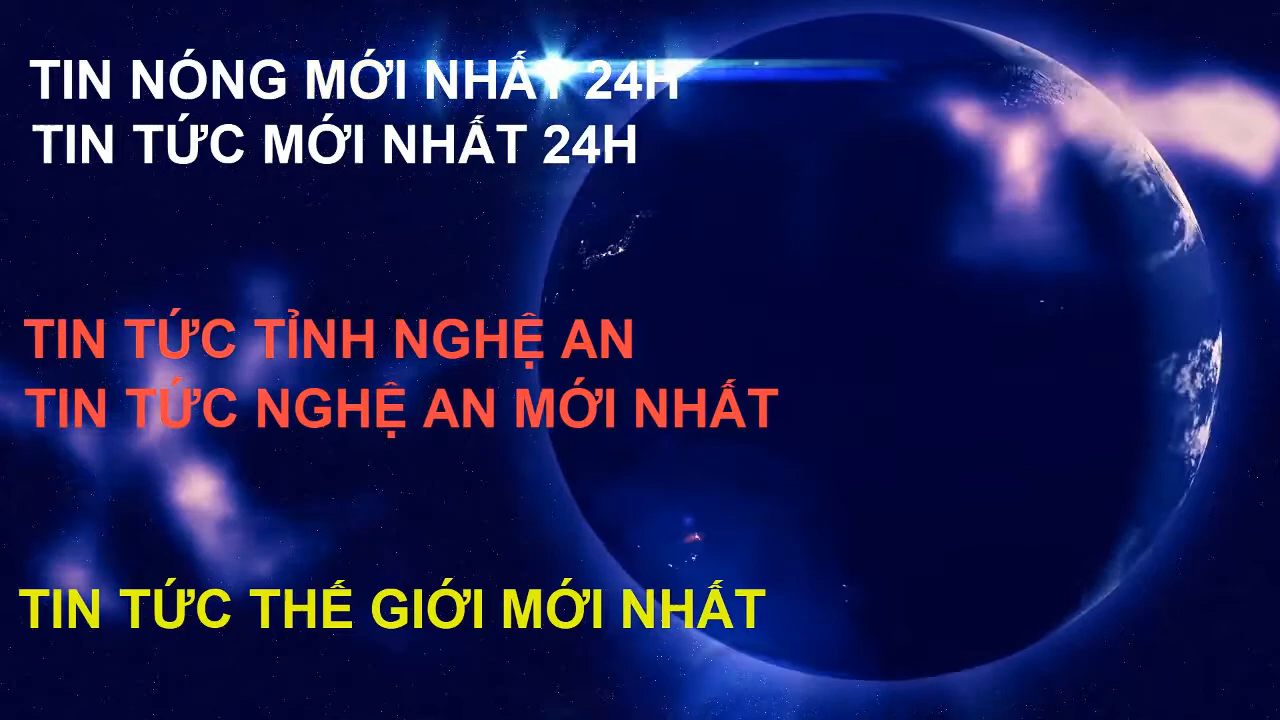 TIN NÓNG MỚI NHẤT 24H
TIN TỨC MỚI NHẤT 24H
TIN TỨC TỈNH NGHỆ AN
TIN TỨC NGHỆ AN MỚI NHẤT
TIN TỨC THẾ GIỚI MỚI NHẤT